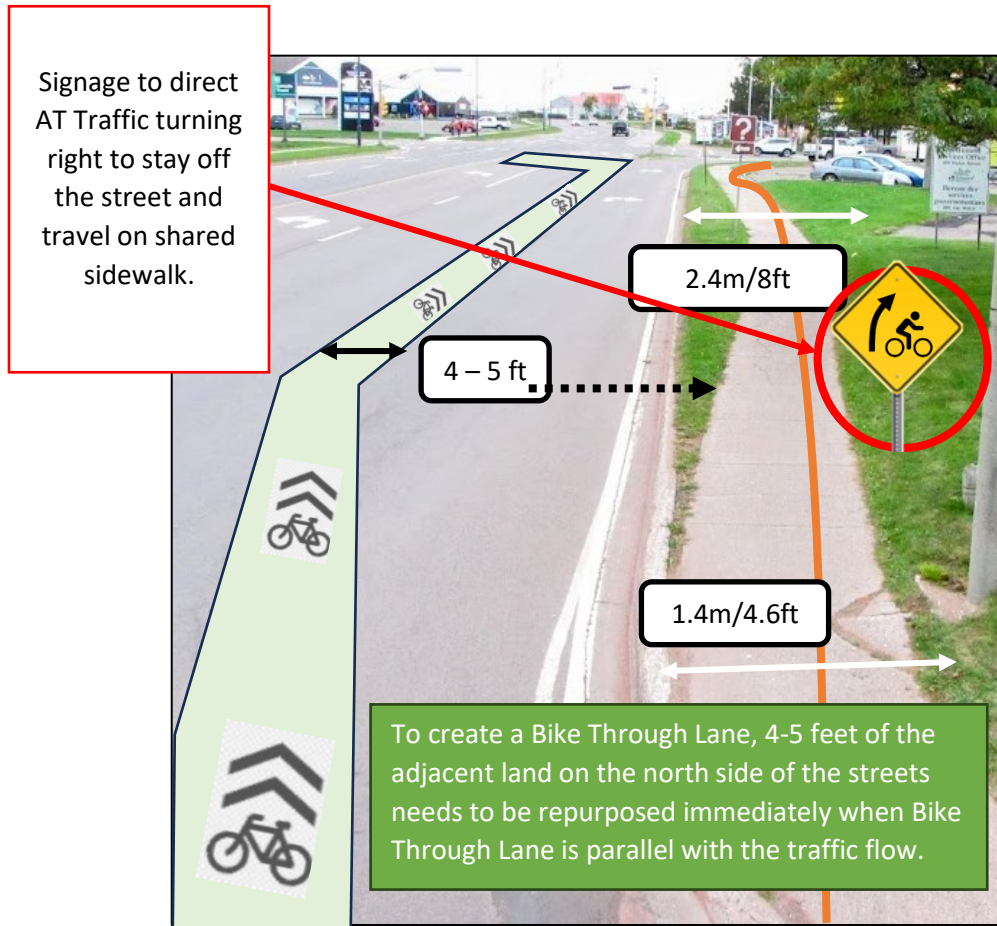 Signage to direct
AT Traffic turning
right to stay off
the street and
travel on shared
sidewalk.
?
2.4m/8ft
4 – 5 ft
1.4m/4.6ft
To create a Bike Through Lane, 4-5 feet of the
adjacent land on the north side of the streets
needs to be repurposed immediately when Bike
Through Lane is parallel with the traffic flow.